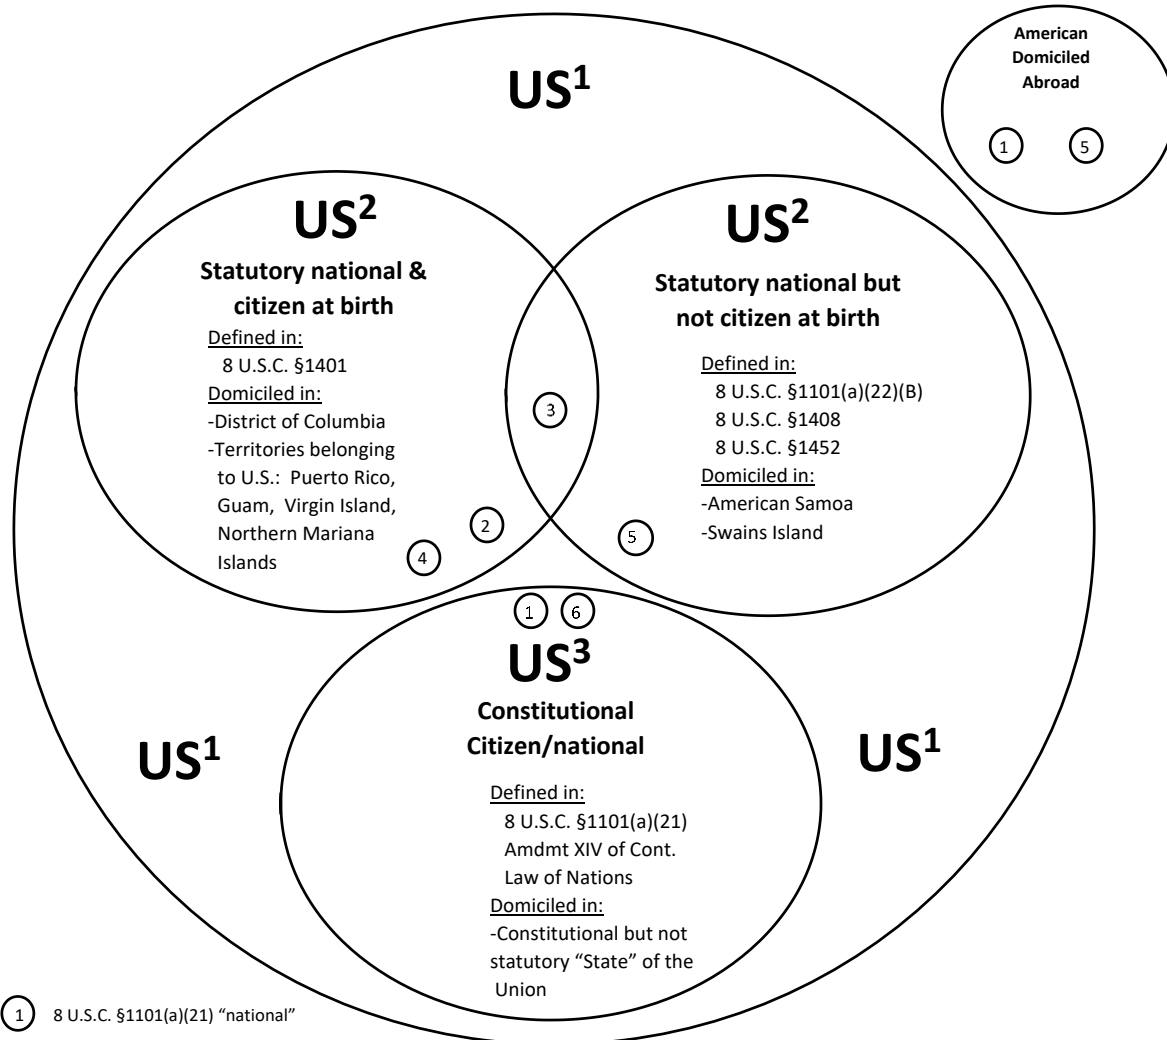 American
Domiciled
Abroad
1 5
US¹
US²
Statutory national &
citizen at birth
Defined in:
8 U.S.C. §1401
Domiciled in:
-District of Columbia
-Territories belonging
to U.S.: Puerto Rico,
Guam, Virgin Island,
Northern Mariana
Islands
4
2
3
US²
Statutory national but
not citizen at birth
Defined in:
8 U.S.C. §1101(a)(22)(B)
8 U.S.C. §1408
8 U.S.C. §1452
Domiciled in:
-American Samoa
-Swains Island
5
1 6
US³
Constitutional
Citizen/national
Defined in:
8 U.S.C. §1101(a)(21)
Amdmt XIV of Cont.
Law of Nations
Domiciled in:
-Constitutional but not
statutory “State” of the
Union
US¹
US¹
1 8 U.S.C. §1101(a)(21) “national”